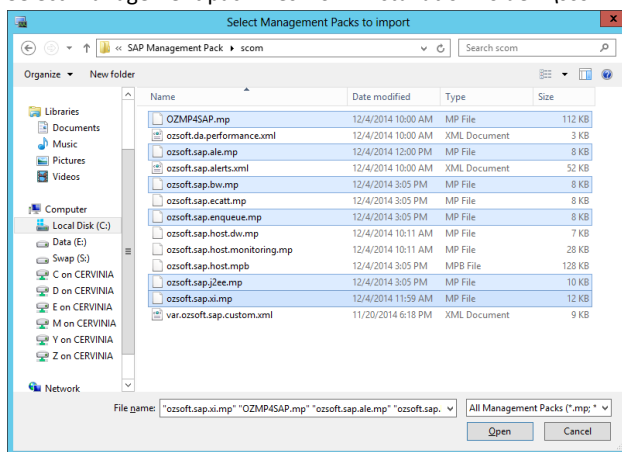 Select Management Packs to import
x
« SAP Management Pack ▸ scom
Search scom
Organize ▾ New folder
Name Date modified Type Size
Libraries
Documents
Music
Pictures
Videos
Computer
Local Disk (C:)
Data (E:)
Swap (S:)
C on CERVINIA
D on CERVINIA
E on CERVINIA
M on CERVINIA
Y on CERVINIA
Z on CERVINIA
Network
OZMP4SAP.mp 12/4/2014 10:00 AM MP File 112 KB
ozsoft.da.performance.xml 12/4/2014 10:00 AM XML Document 3 KB
ozsoft.sap.ale.mp 12/4/2014 12:00 PM MP File 8 KB
ozsoft.sap.alerts.xml 12/4/2014 10:00 AM XML Document 52 KB
ozsoft.sap.bw.mp 12/4/2014 3:05 PM MP File 8 KB
ozsoft.sap.ecatt.mp 12/4/2014 3:05 PM MP File 8 KB
ozsoft.sap.enqueue.mp 12/4/2014 3:05 PM MP File 8 KB
ozsoft.sap.host.dw.mp 12/4/2014 10:11 AM MP File 7 KB
ozsoft.sap.host.monitoring.mp 12/4/2014 10:11 AM MP File 28 KB
ozsoft.sap.host.mpb 12/4/2014 3:05 PM MPB File 128 KB
ozsoft.sap.j2ee.mp 12/4/2014 3:05 PM MP File 10 KB
ozsoft.sap.xi.mp 12/4/2014 11:59 AM MP File 12 KB
var.ozsoft.sap.custom.xml 11/20/2014 6:18 PM XML Document 9 KB
File name: "ozsoft.sap.xi.mp" "OZMP4SAP.mp" "ozsoft.sap.ale.mp" "ozsoft.sap.
All Management Packs (*.mp; *
Open Cancel